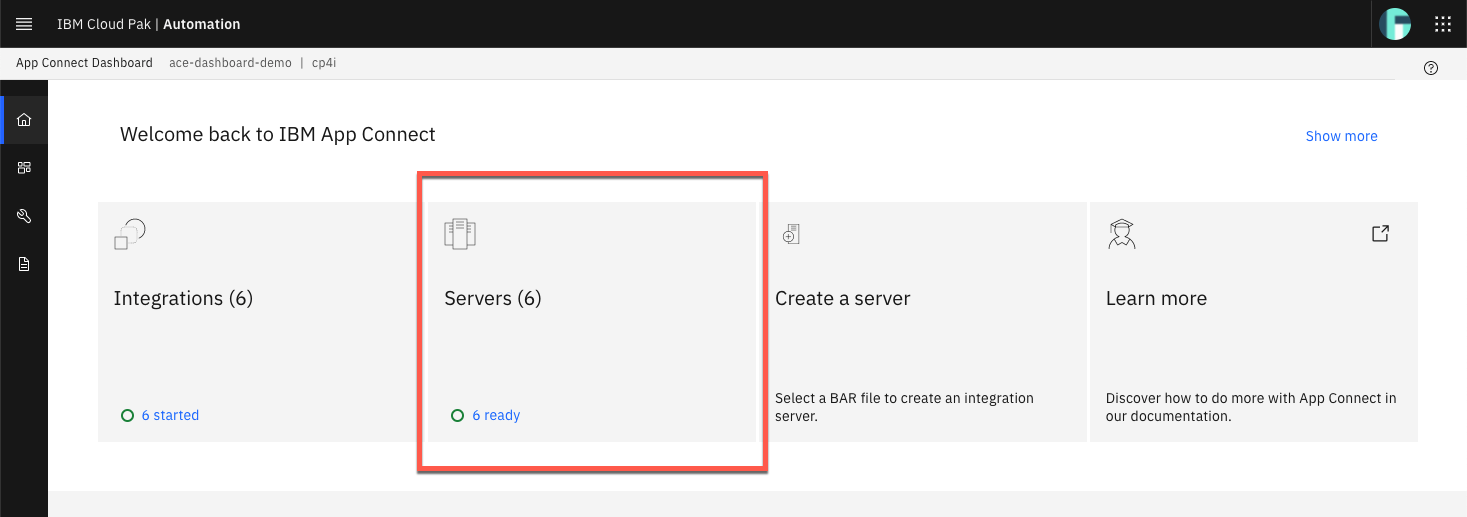 IBM Cloud Pak | Automation
App Connect Dashboard ace-dashboard-demo | cp4i
Welcome back to IBM App Connect
Show more
Integrations (6)
6 started
Servers (6)
6 ready
Create a server
Select a BAR file to create an integration
server.
Learn more
Discover how to do more with App Connect in
our documentation.